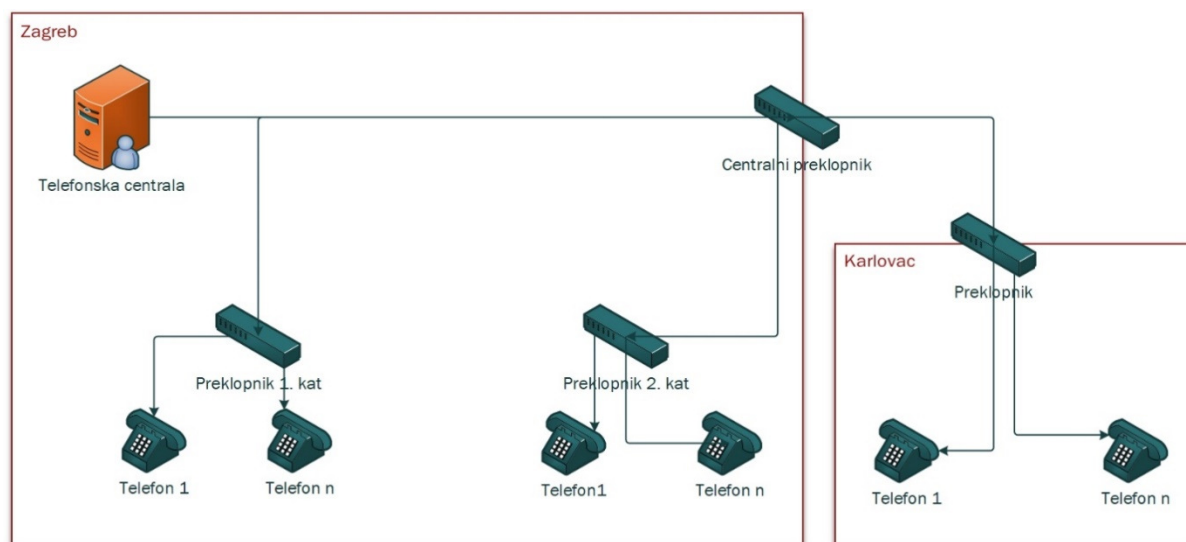 Zagreb
Telefonska centrala
Centralni preklopnik
Karlovac
Preklopnik
Preklopnik 1. kat
Preklopnik 2. kat
Telefon 1
Telefon n
Telefon1
Telefon n
Telefon 1
Telefon n